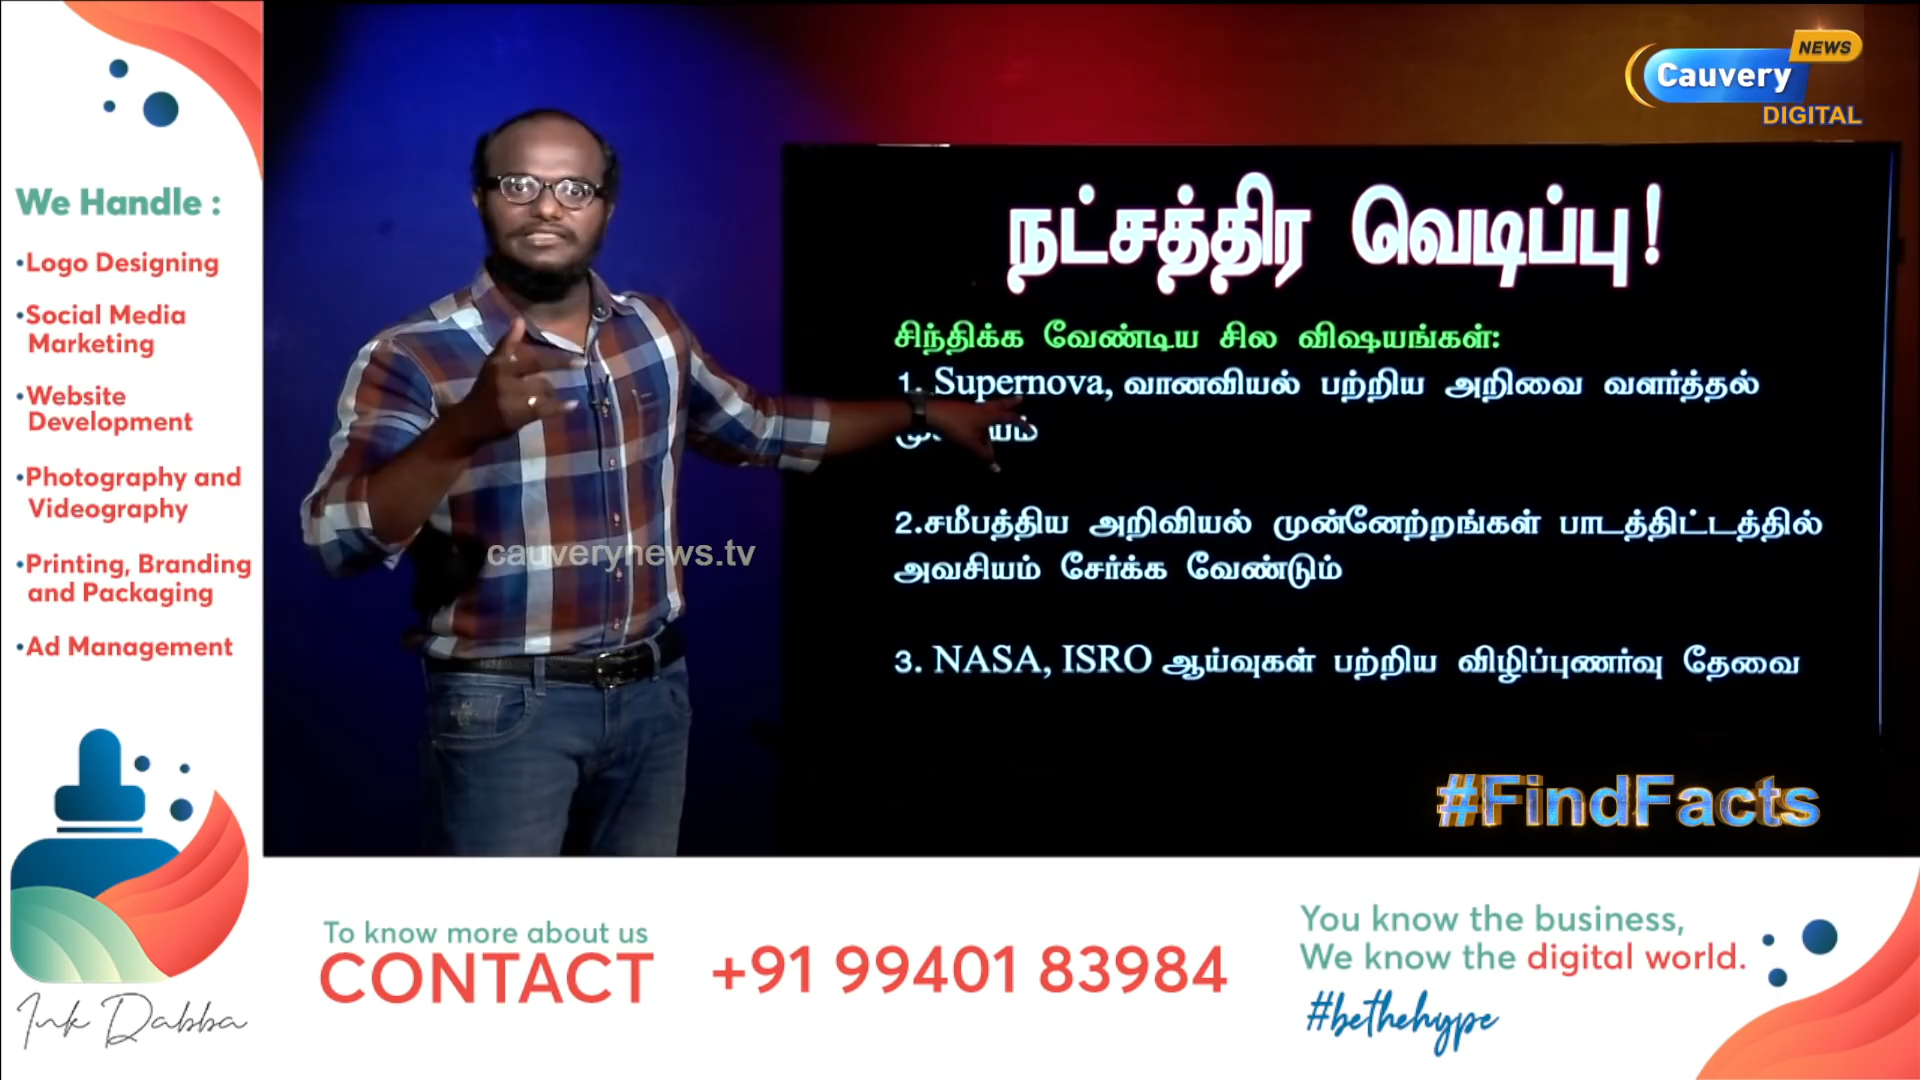 We Handle :
•Logo Designing
•Social Media
Marketing
•Website
Development
•Photography and
Videography
•Printing, Branding
and Packaging
•Ad Management
Ink Dabba
Cauvery NEWS
DIGITAL
நட்சத்திர வெடிப்பு!
சிந்திக்க வேண்டிய சில விஷயங்கள்:
1. Supernova, வானவியல் பற்றிய அறிவை வளர்த்தல்
2.சமீபத்திய அறிவியல் முன்னேற்றங்கள் பாடத்திட்டத்தில்
அவசியம் சேர்க்க வேண்டும்
3. NASA, ISRO ஆய்வுகள் பற்றிய விழிப்புணர்வு தேவை
cauverynews.tv
#FindFacts
To know more about us
CONTACT +91 99401 83984
You know the business,
We know the digital world.
#bethehype